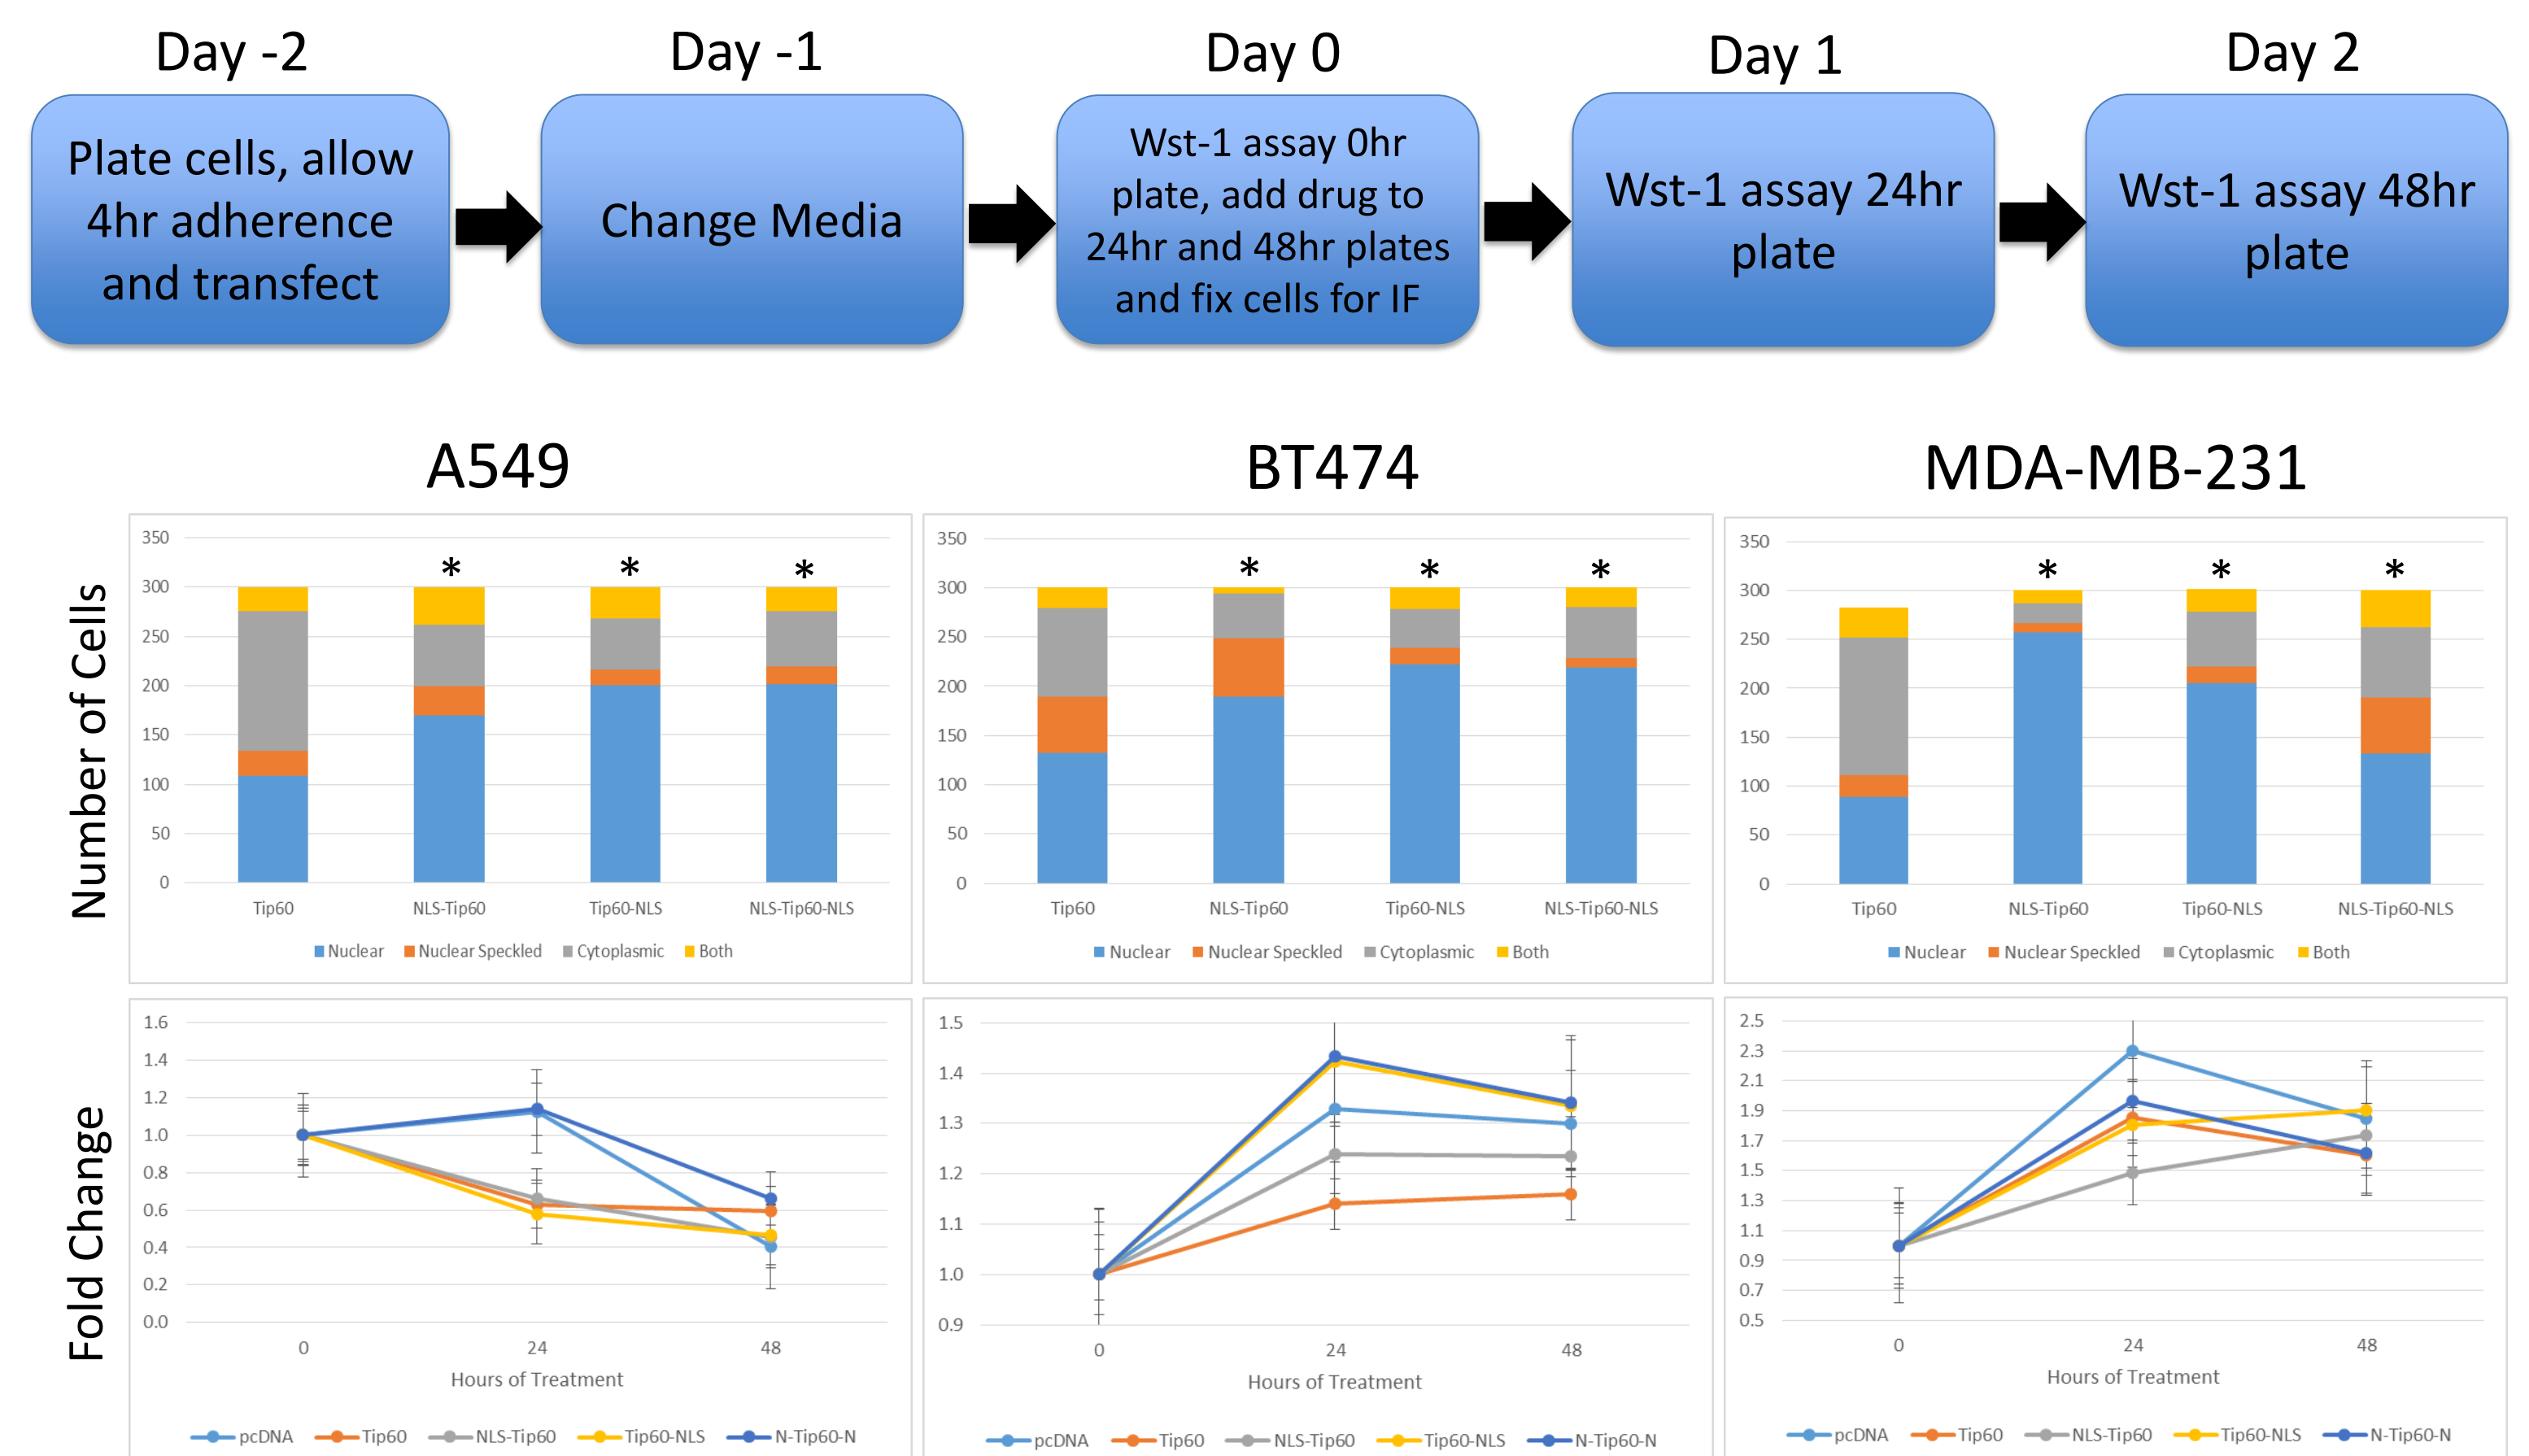 Day -2
Day -1
Day 0
Day 1
Day 2
Plate cells, allow
4hr adherence
and transfect
Change Media
Wst-1 assay 0hr
plate, add drug to
24hr and 48hr plates
and fix cells for IF
Wst-1 assay 24hr
plate
Wst-1 assay 48hr
plate
A549
BT474
MDA-MB-231
Number of Cells
350
300
250
200
150
100
50
0
* * *
Tip60 NLS-Tip60 Tip60-NLS NLS-Tip60-NLS
Nuclear Nuclear Speckled Cytoplasmic Both
350
300
250
200
150
100
50
0
* * *
Tip60 NLS-Tip60 Tip60-NLS NLS-Tip60-NLS
Nuclear Nuclear Speckled Cytoplasmic Both
350
300
250
200
150
100
50
0
* * *
Tip60 NLS-Tip60 Tip60-NLS NLS-Tip60-NLS
Nuclear Nuclear Speckled Cytoplasmic Both
Fold Change
1.6
1.4
1.2
1.0
0.8
0.6
0.4
0.2
0.0
0 24 48
Hours of Treatment
pcDNA Tip60 NLS-Tip60 Tip60-NLS N-Tip60-N
1.5
1.4
1.3
1.2
1.1
1.0
0.9
0 24 48
Hours of Treatment
pcDNA Tip60 NLS-Tip60 Tip60-NLS N-Tip60-N
2.5
2.3
2.1
1.9
1.7
1.5
1.3
1.1
0.9
0.7
0.5
0 24 48
Hours of Treatment
pcDNA Tip60 NLS-Tip60 Tip60-NLS N-Tip60-N